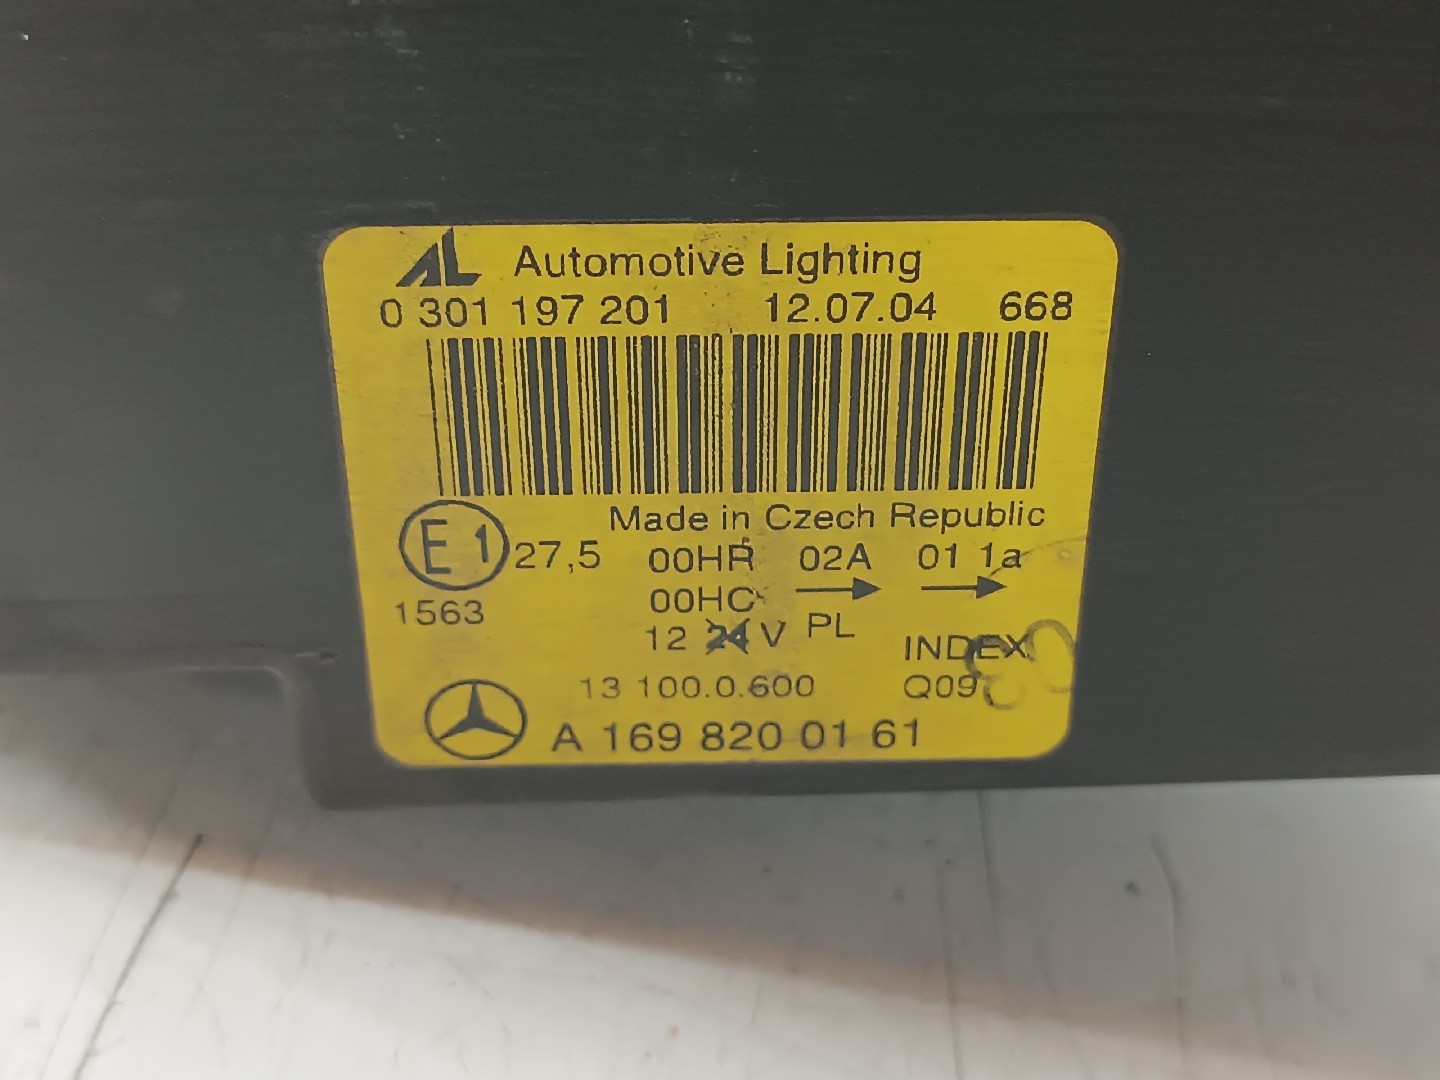 AL Automotive Lighting
0 301 197 201 12.07.04 668
Made in Czech Republic
E1 27,5 00HR 02A 01 1a
1563 00HC → →
12 24 V PL
INDEX
13 100.0.600 Q09
A 169 820 01 61